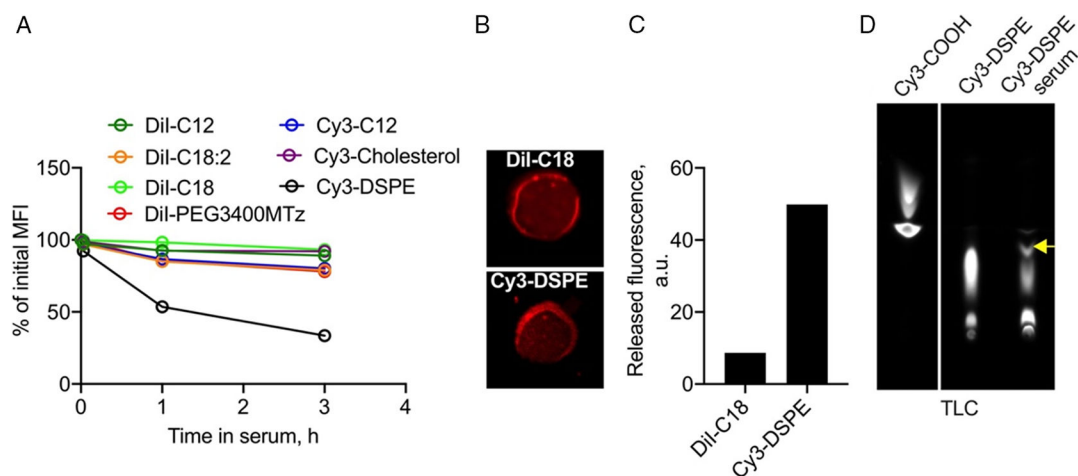 A
DiI-C12
DiI-C18:2
DiI-C18
DiI-PEG3400MTz
Cy3-C12
Cy3-Cholesterol
Cy3-DSPE
% of initial MFI
150
100
50
0
0
1
2
3
4
Time in serum, h
B
DiI-C18
Cy3-DSPE
C
Released fluorescence,
a.u.
60
40
20
0
DiI-C18
Cy3-DSPE
D
Cy3-COOH
Cy3-DSPE
Cy3-DSPE
serum
TLC